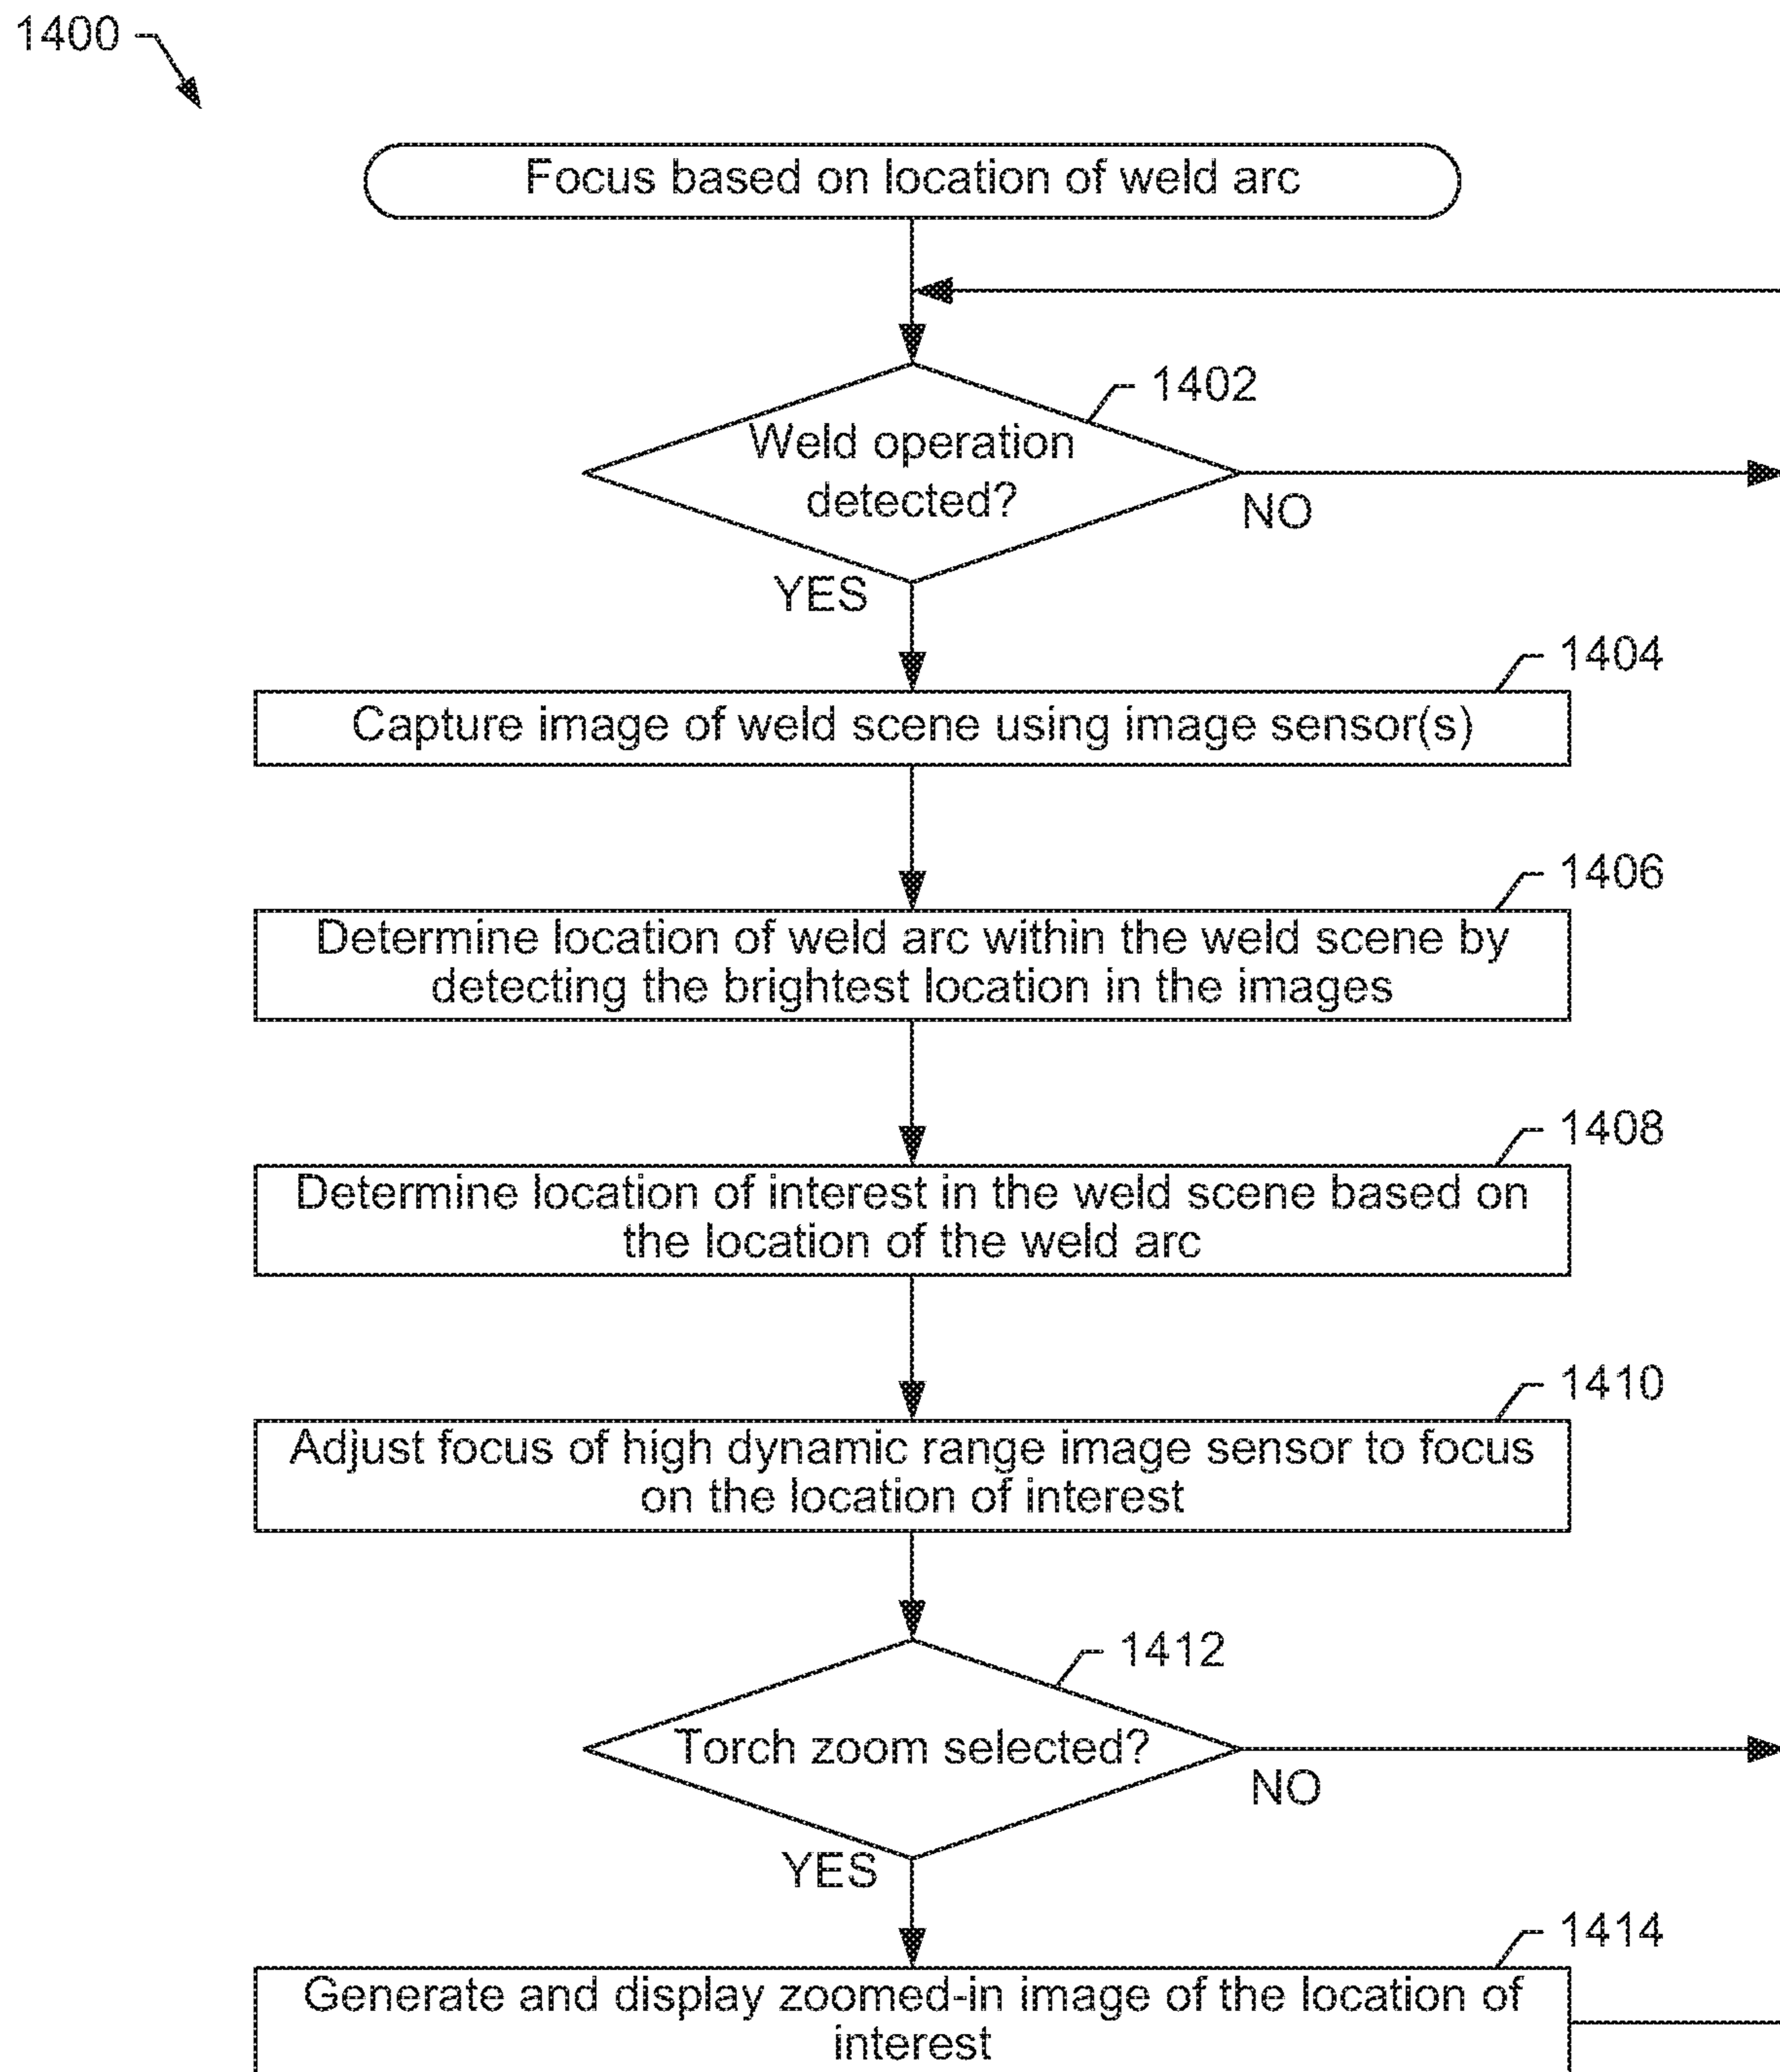 1400
Focus based on location of weld arc
1402
Weld operation
detected?
NO
YES
1404
Capture image of weld scene using image sensor(s)
1406
Determine location of weld arc within the weld scene by
detecting the brightest location in the images
1408
Determine location of interest in the weld scene based on
the location of the weld arc
1410
Adjust focus of high dynamic range image sensor to focus
on the location of interest
1412
Torch zoom selected?
NO
YES
1414
Generate and display zoomed-in image of the location of
interest